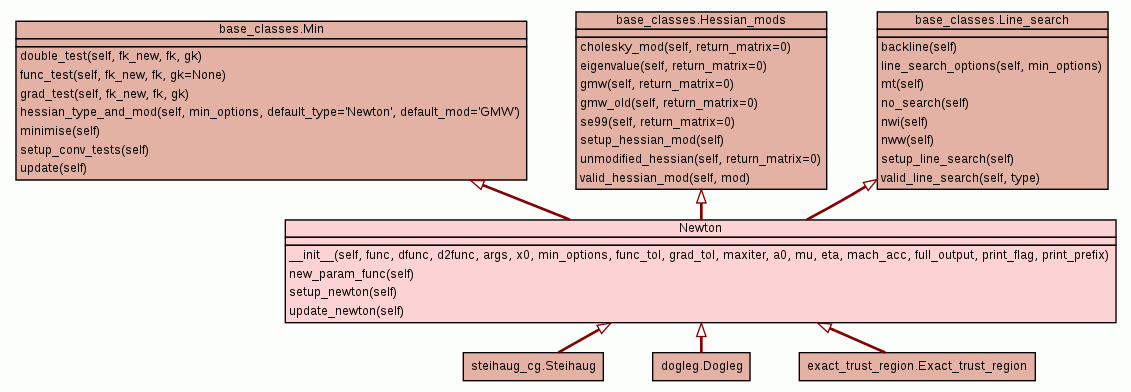 base_classes.Min
double_test(self, fk_new, fk, gk)
func_test(self, fk_new, fk, gk=None)
grad_test(self, fk_new, fk, gk)
hessian_type_and_mod(self, min_options, default_type='Newton', default_mod='GMW')
minimise(self)
setup_conv_tests(self)
update(self)
base_classes.Hessian_mods
cholesky_mod(self, return_matrix=0)
eigenvalue(self, return_matrix=0)
gmw(self, return_matrix=0)
gmw_old(self, return_matrix=0)
se99(self, return_matrix=0)
setup_hessian_mod(self)
unmodified_hessian(self, return_matrix=0)
valid_hessian_mod(self, mod)
base_classes.Line_search
backline(self)
line_search_options(self, min_options)
mt(self)
no_search(self)
nwi(self)
nww(self)
setup_line_search(self)
valid_line_search(self, type)
Newton
__init__(self, func, dfunc, d2func, args, x0, min_options, func_tol, grad_tol, maxiter, a0, mu, eta, mach_acc, full_output, print_flag, print_prefix)
new_param_func(self)
setup_newton(self)
update_newton(self)
steihaug_cg.Steihaug
dogleg.Dogleg
exact_trust_region.Exact_trust_region